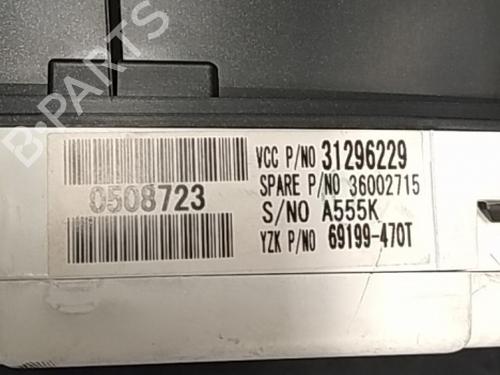 B-PARTS
0508723
VCC P/NO 31296229
SPARE P/NO 36002715
S/NO A555K
YZK P/NO 69199-470T